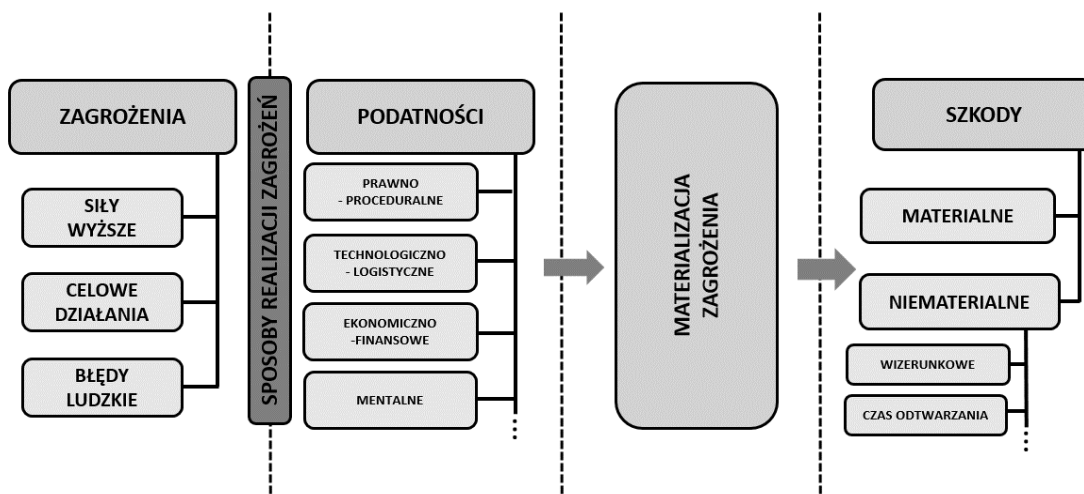 ZAGROŻENIA
SIŁY
WYŻSZE
CELOWE
DZIAŁANIA
BŁĘDY
LUDZKIE
SPOSOBY REALIZACJI ZAGROŻEŃ
PODATNOŚCI
PRAWNO
- PROCEDURALNE
TECHNOLOGICZNO
- LOGISTYCZNE
EKONOMICZNO
-FINANSOWE
MENTALNE
MATERIALIZACJA
ZAGROŻENIA
SZKODY
MATERIALNE
NIEMATERIALNE
WIZERUNKOWE
CZAS ODTWARZANIA